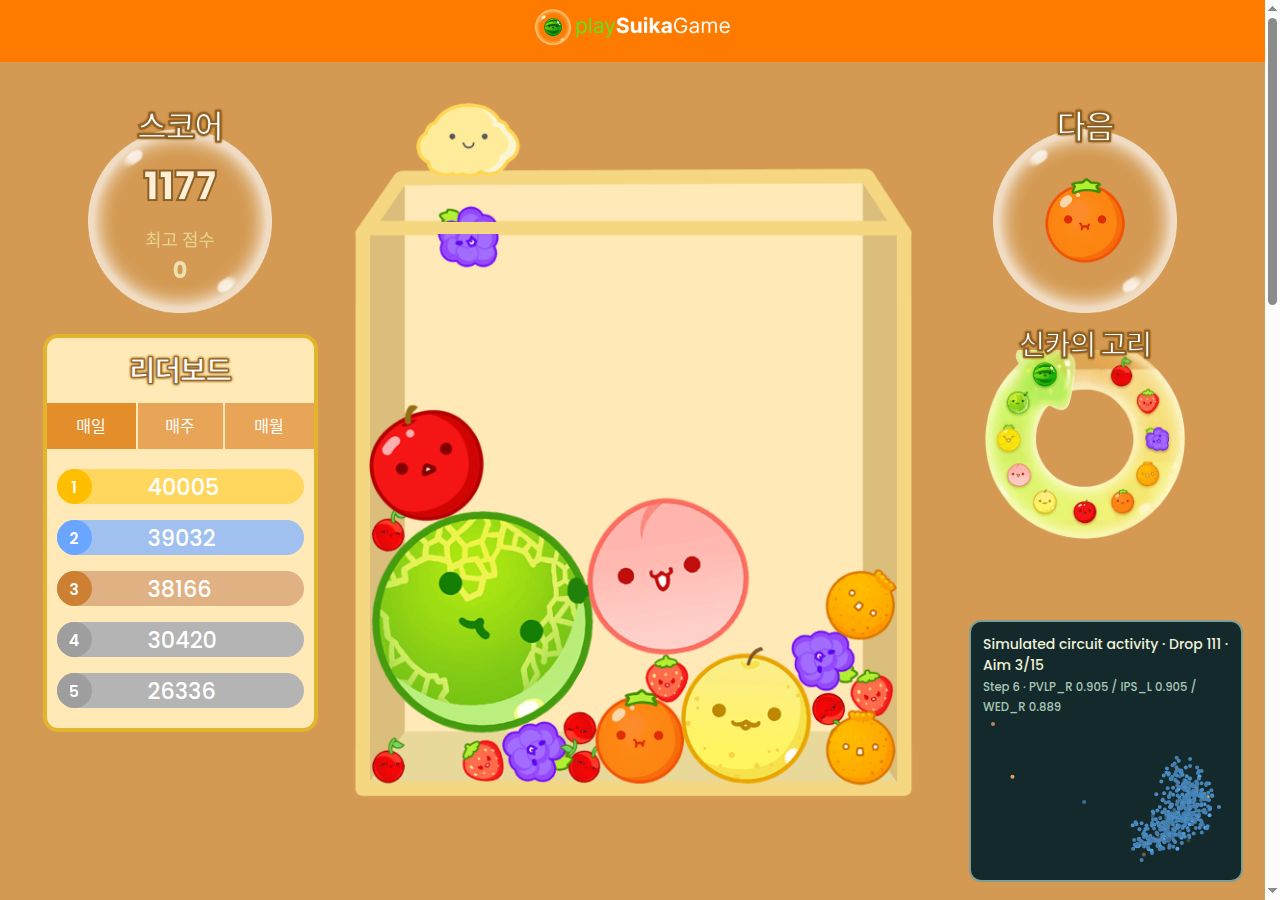 playSuikaGame
스코어
1177
최고 점수
0
다음
리더보드
매일
매주
매월
1 40005
2 39032
3 38166
4 30420
5 26336
신카의 고리
Simulated circuit activity · Drop 111 ·
Aim 3/15
Step 6 · PVLP_R 0.905 / IPS_L 0.905 /
WED_R 0.889